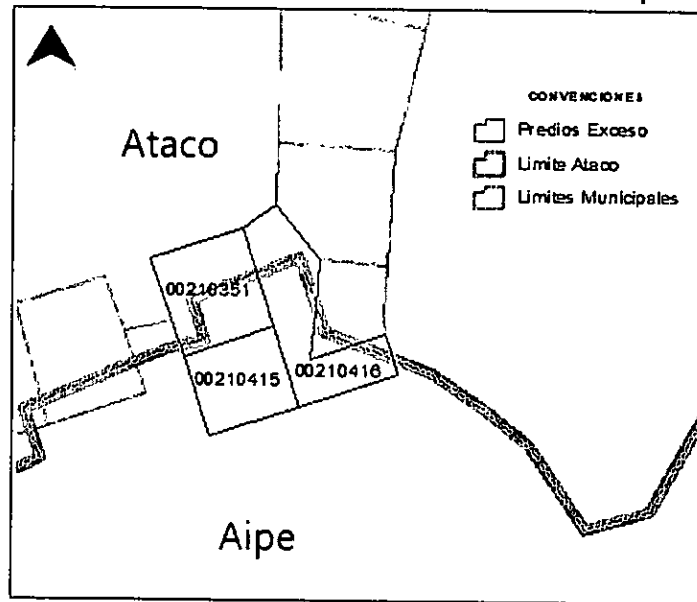 CONVENCIONES
Ataco
Predios Exceso
Limite Ataco
Limites Municipales
00210351
00210415
00210416
Aipe